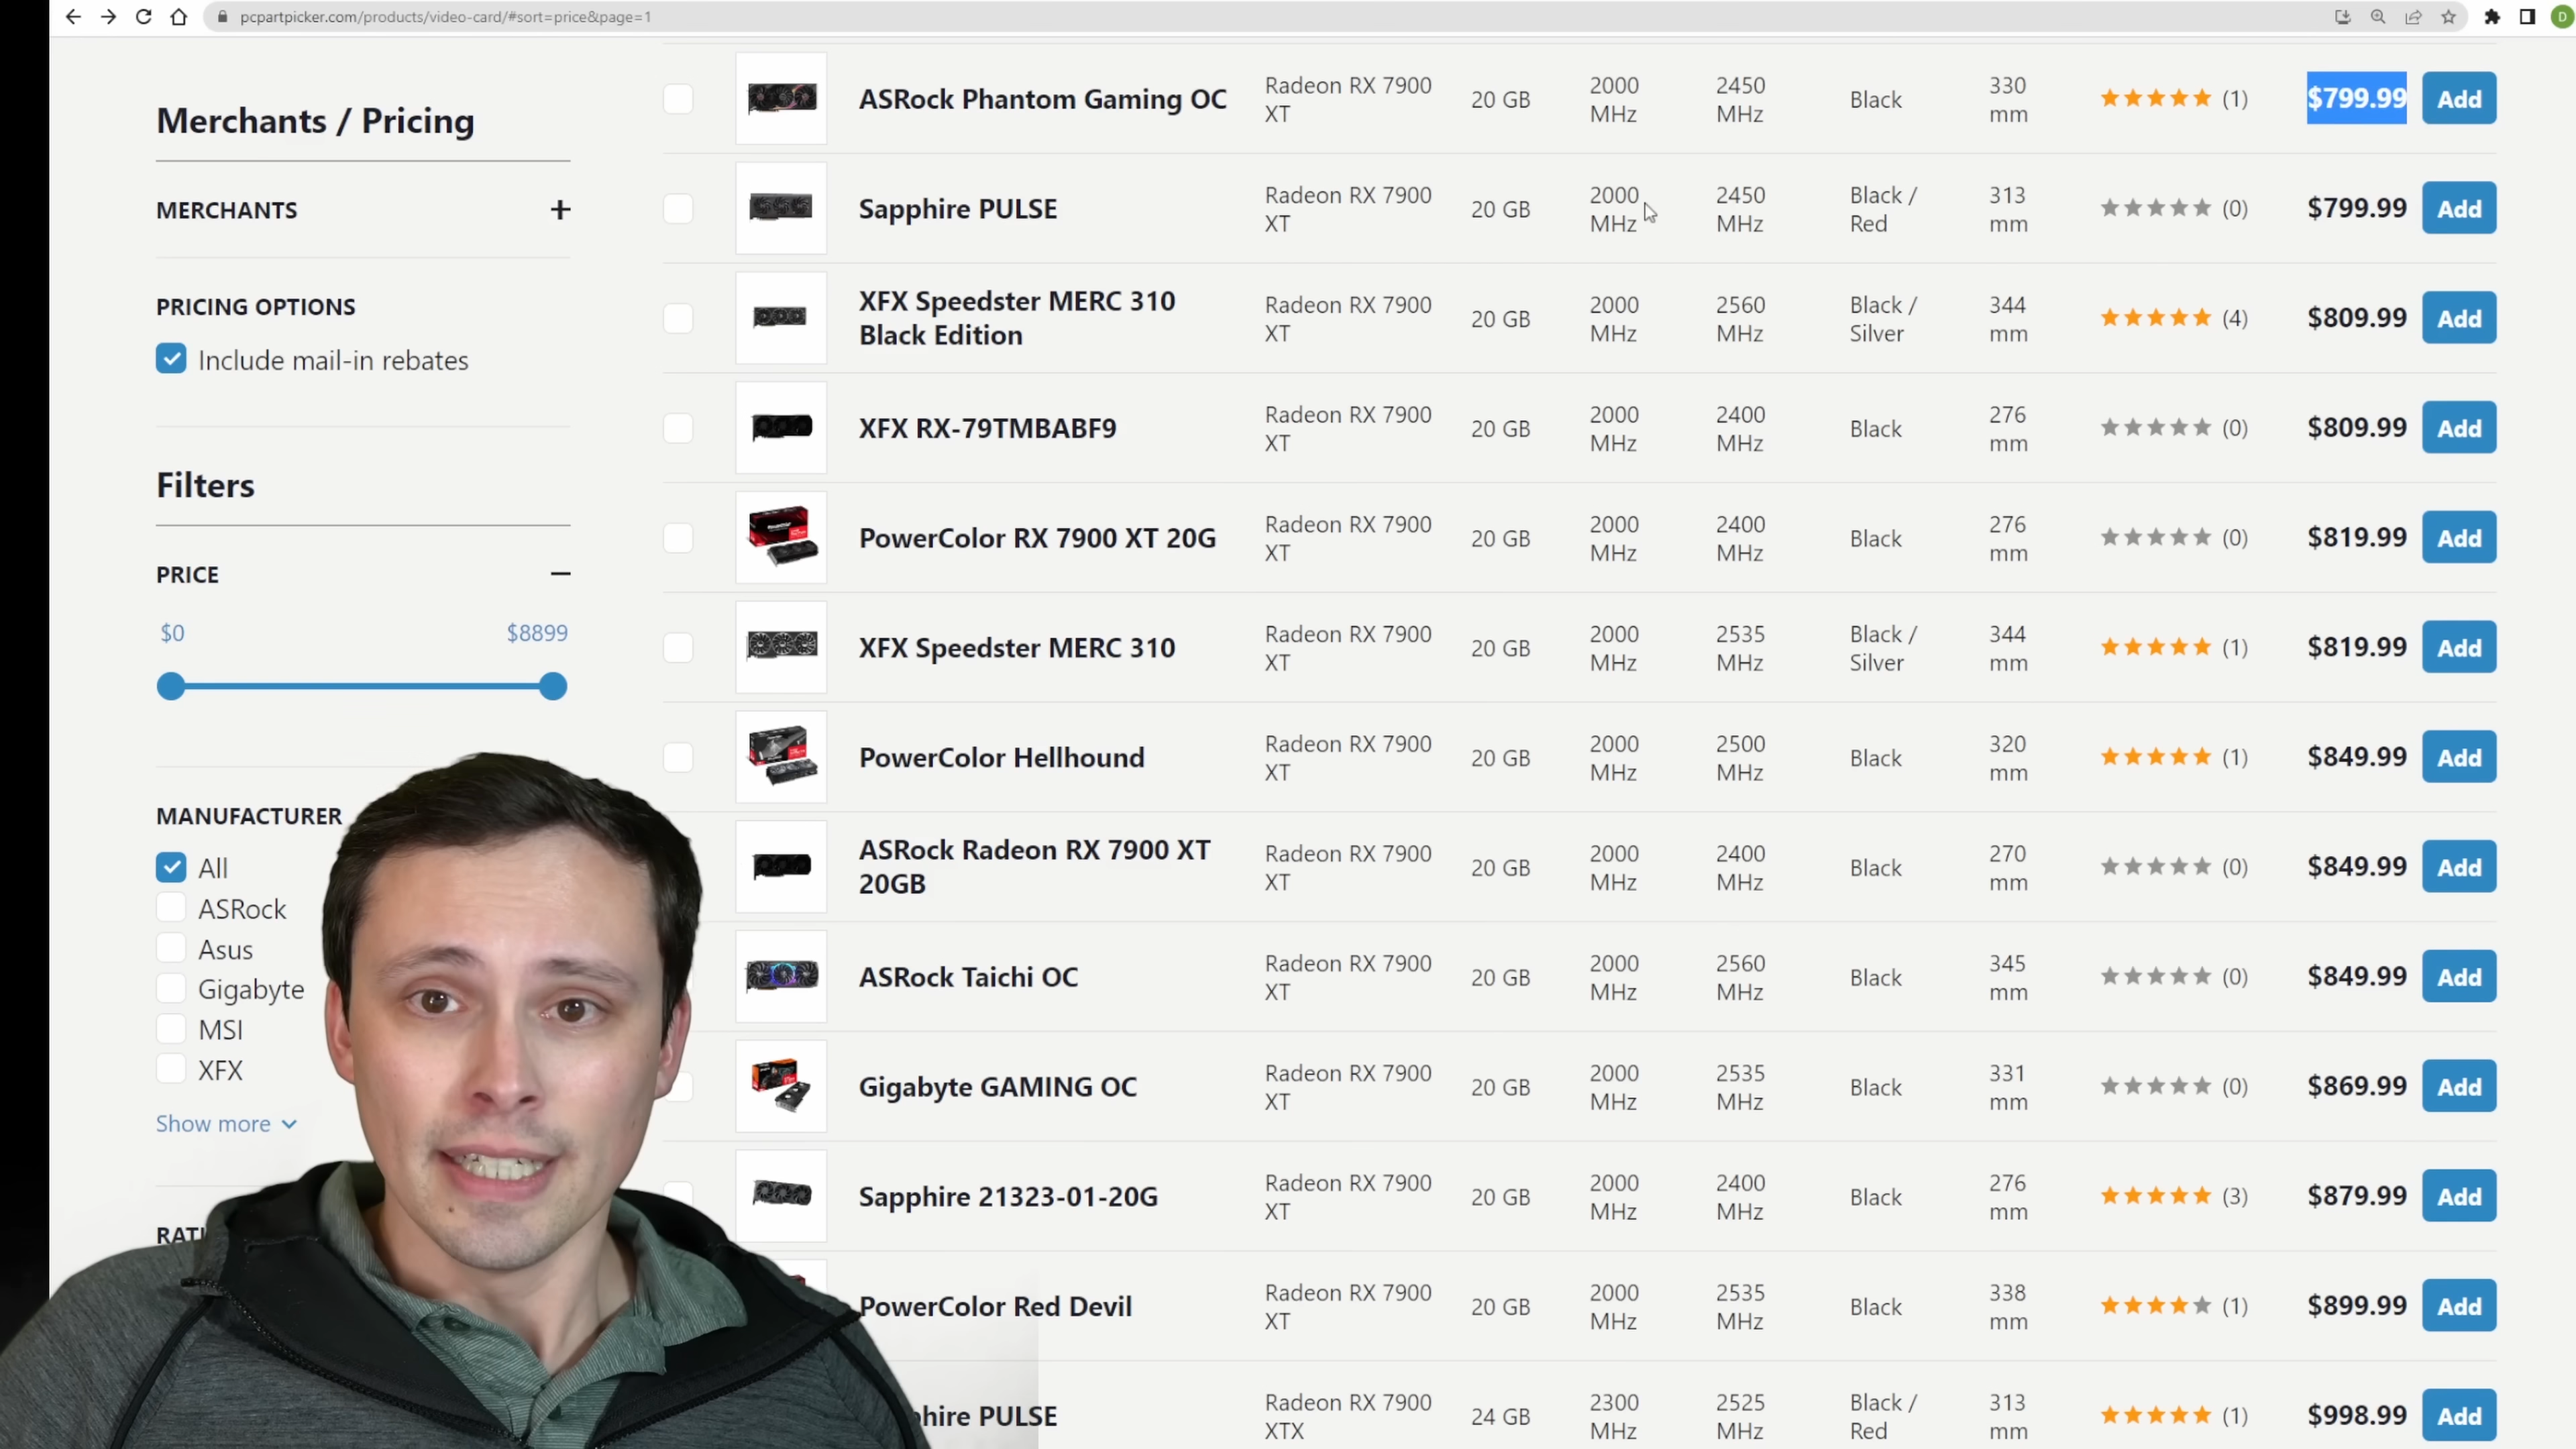 pcpartpicker.com/products/video-card/#sort=price&page=1
D
Merchants / Pricing
MERCHANTS +
PRICING OPTIONS
Include mail-in rebates
Filters
PRICE −
$0 $8899
MANUFACTURER
All
ASRock
Asus
Gigabyte
MSI
XFX
Show more
ASRock Phantom Gaming OC Radeon RX 7900 20 GB 2000 2450 Black 330 (1) $799.99 Add
XT MHz MHz mm
Sapphire PULSE Radeon RX 7900 20 GB 2000 2450 Black / 313 (0) $799.99 Add
XT MHz MHz Red mm
XFX Speedster MERC 310 Radeon RX 7900 20 GB 2000 2560 Black / 344 (4) $809.99 Add
Black Edition XT MHz MHz Silver mm
XFX RX-79TMBABF9 Radeon RX 7900 20 GB 2000 2400 Black 276 (0) $809.99 Add
XT MHz MHz mm
PowerColor RX 7900 XT 20G Radeon RX 7900 20 GB 2000 2400 Black 276 (0) $819.99 Add
XT MHz MHz mm
XFX Speedster MERC 310 Radeon RX 7900 20 GB 2000 2535 Black / 344 (1) $819.99 Add
XT MHz MHz Silver mm
PowerColor Hellhound Radeon RX 7900 20 GB 2000 2500 Black 320 (1) $849.99 Add
XT MHz MHz mm
ASRock Radeon RX 7900 XT Radeon RX 7900 20 GB 2000 2400 Black 270 (0) $849.99 Add
20GB XT MHz MHz mm
ASRock Taichi OC Radeon RX 7900 20 GB 2000 2560 Black 345 (0) $849.99 Add
XT MHz MHz mm
Gigabyte GAMING OC Radeon RX 7900 20 GB 2000 2535 Black 331 (0) $869.99 Add
XT MHz MHz mm
Sapphire 21323-01-20G Radeon RX 7900 20 GB 2000 2400 Black 276 (3) $879.99 Add
XT MHz MHz mm
PowerColor Red Devil Radeon RX 7900 20 GB 2000 2535 Black 338 (1) $899.99 Add
XT MHz MHz mm
PULSE Radeon RX 7900 24 GB 2300 2525 Black / 313 (1) $998.99 Add
XTX MHz MHz Red mm